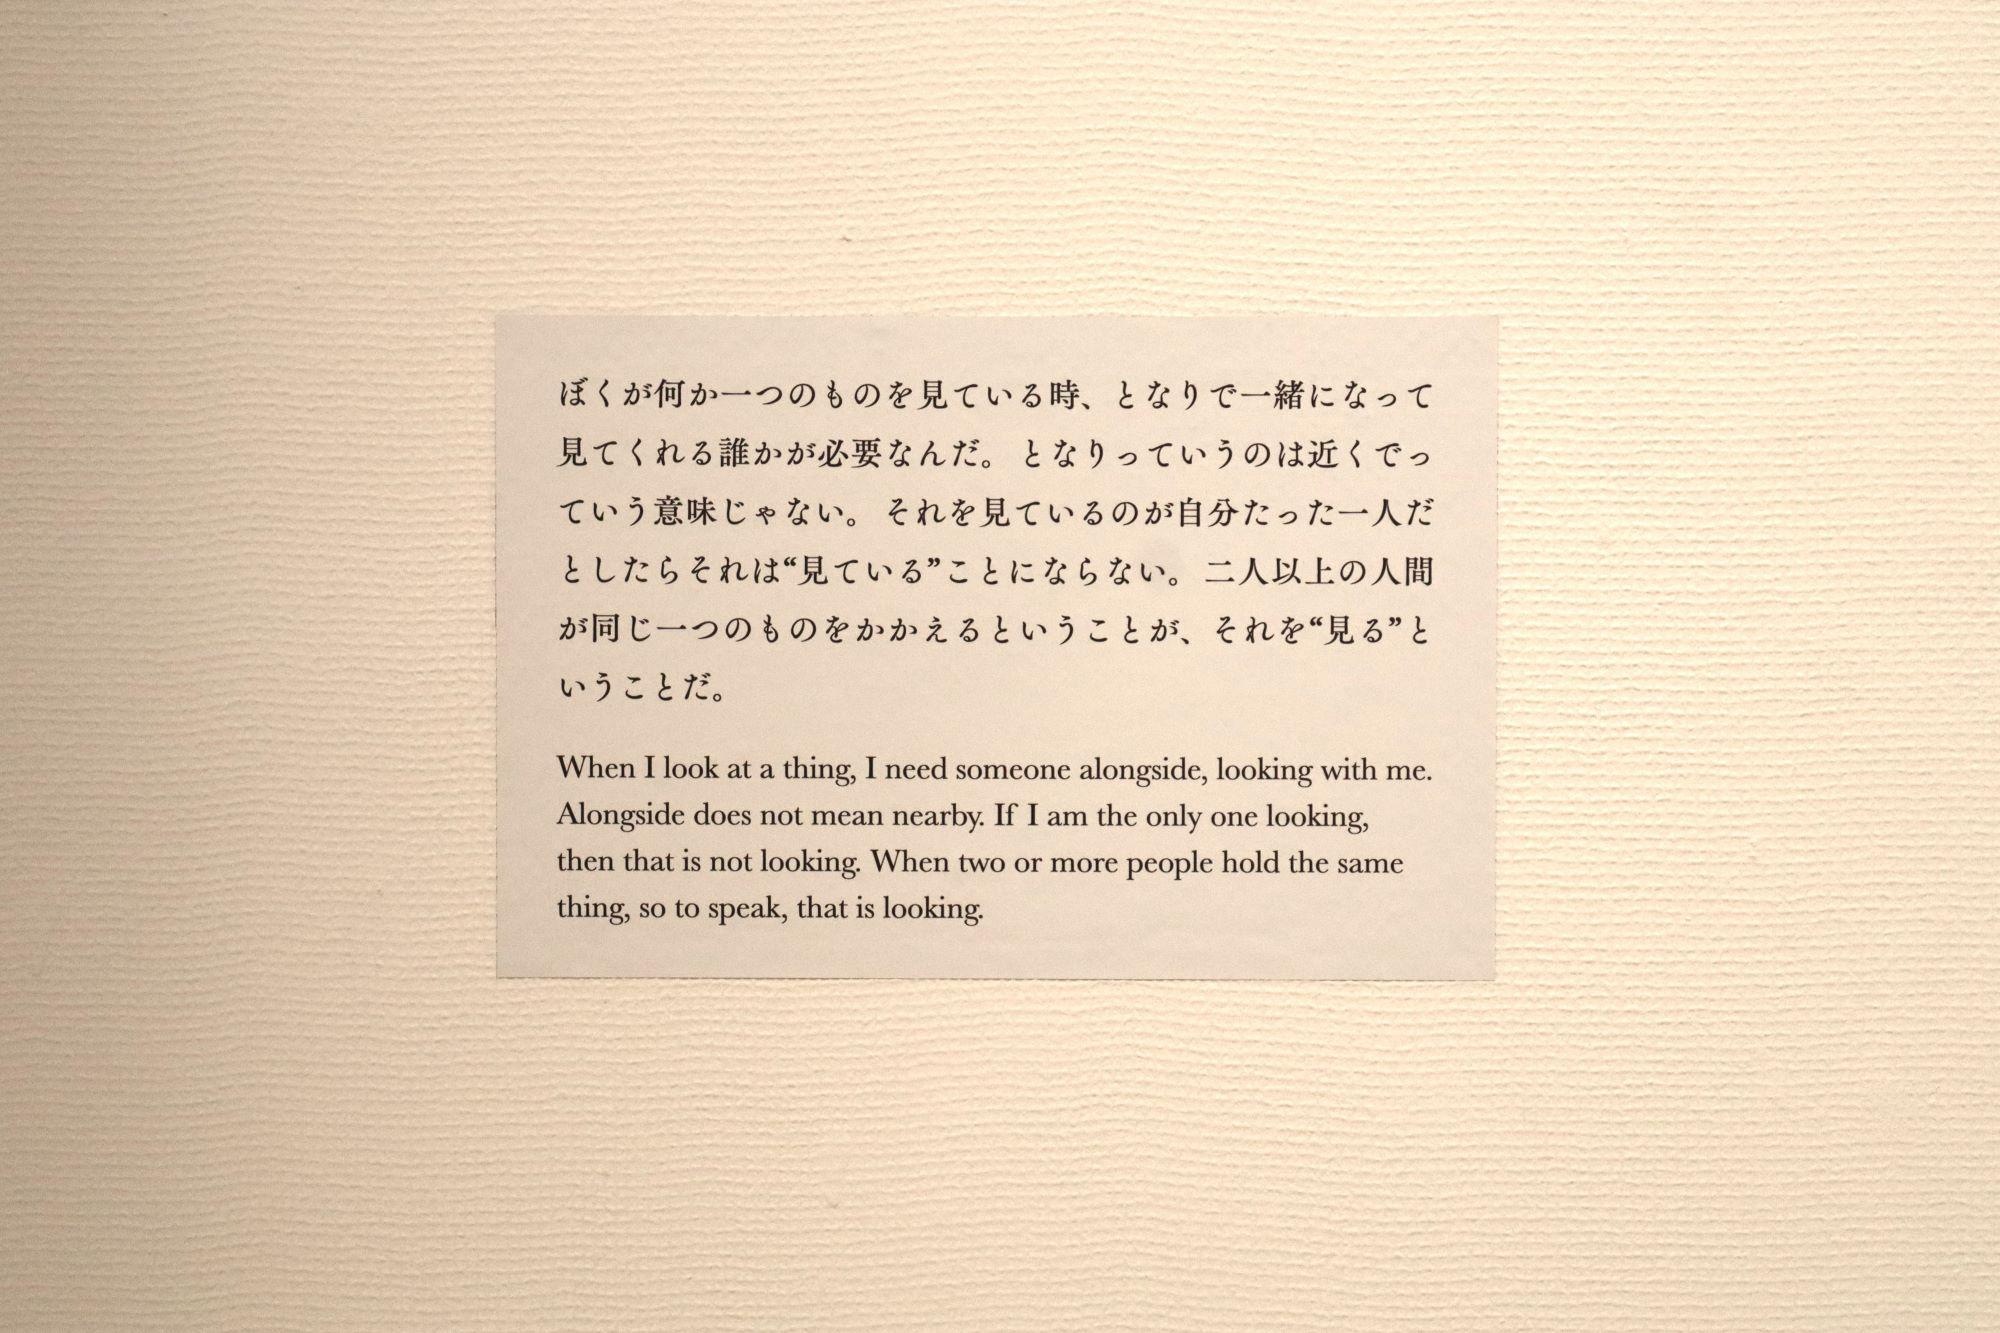 ぼくが何か一つのものを見ている時、となりで一緒になって
見てくれる誰かが必要なんだ。となりっていうのは近くでっ
ていう意味じゃない。それを見ているのが自分たった一人だ
としたらそれは“見ている”ことにならない。二人以上の人間
が同じ一つのものをかかえるということが、それを“見る”と
いうことだ。
When I look at a thing, I need someone alongside, looking with me.
Alongside does not mean nearby. If I am the only one looking,
then that is not looking. When two or more people hold the same
thing, so to speak, that is looking.